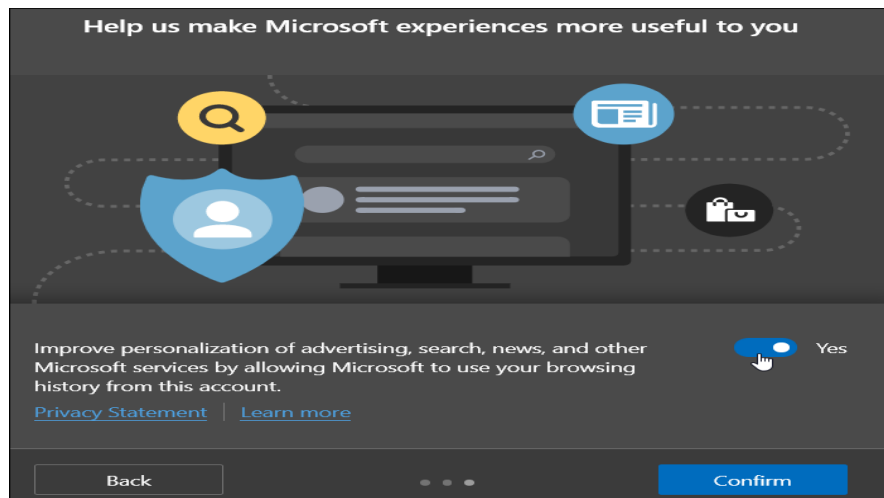 Help us make Microsoft experiences more useful to you
Improve personalization of advertising, search, news, and other
Microsoft services by allowing Microsoft to use your browsing
history from this account.
Yes
Privacy Statement | Learn more
Back
Confirm